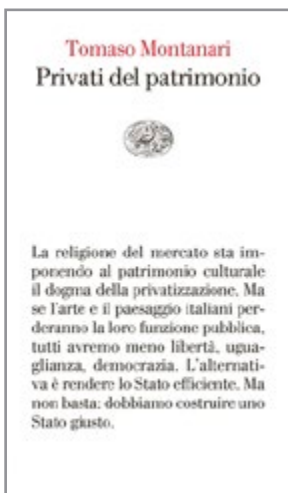 Tomaso Montanari
Privati del patrimonio
La religione del mercato sta im-
ponendo al patrimonio culturale
il dogma della privatizzazione. Ma
se l'arte e il paesaggio italiani per-
deranno la loro funzione pubblica,
tutti avremo meno libertà, ugua-
glianza, democrazia. L'alternati-
va è rendere lo Stato efficiente. Ma
non basta: dobbiamo costruire uno
Stato giusto.